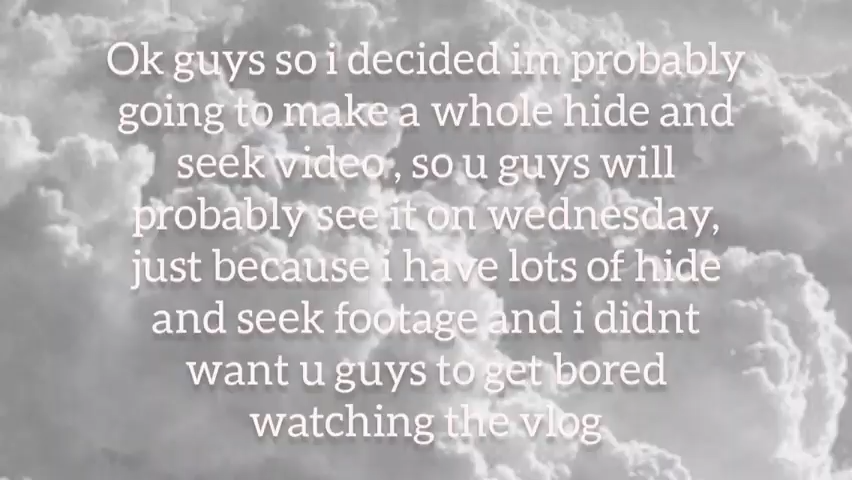 Ok guys so i decided im probably
going to make a whole hide and
seek video , so u guys will
probably see it on wednesday,
just because i have lots of hide
and seek footage and i didnt
want u guys to get bored
watching the vlog